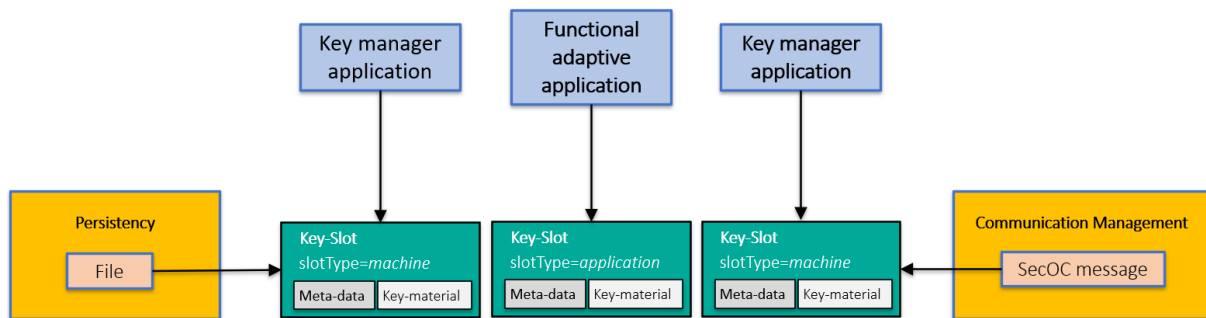 Key manager
application
Functional
adaptive
application
Key manager
application
Persistency
File
Key-Slot
slotType=machine
Meta-data
Key-material
Key-Slot
slotType=application
Meta-data
Key-material
Key-Slot
slotType=machine
Meta-data
Key-material
Communication Management
SecOC message